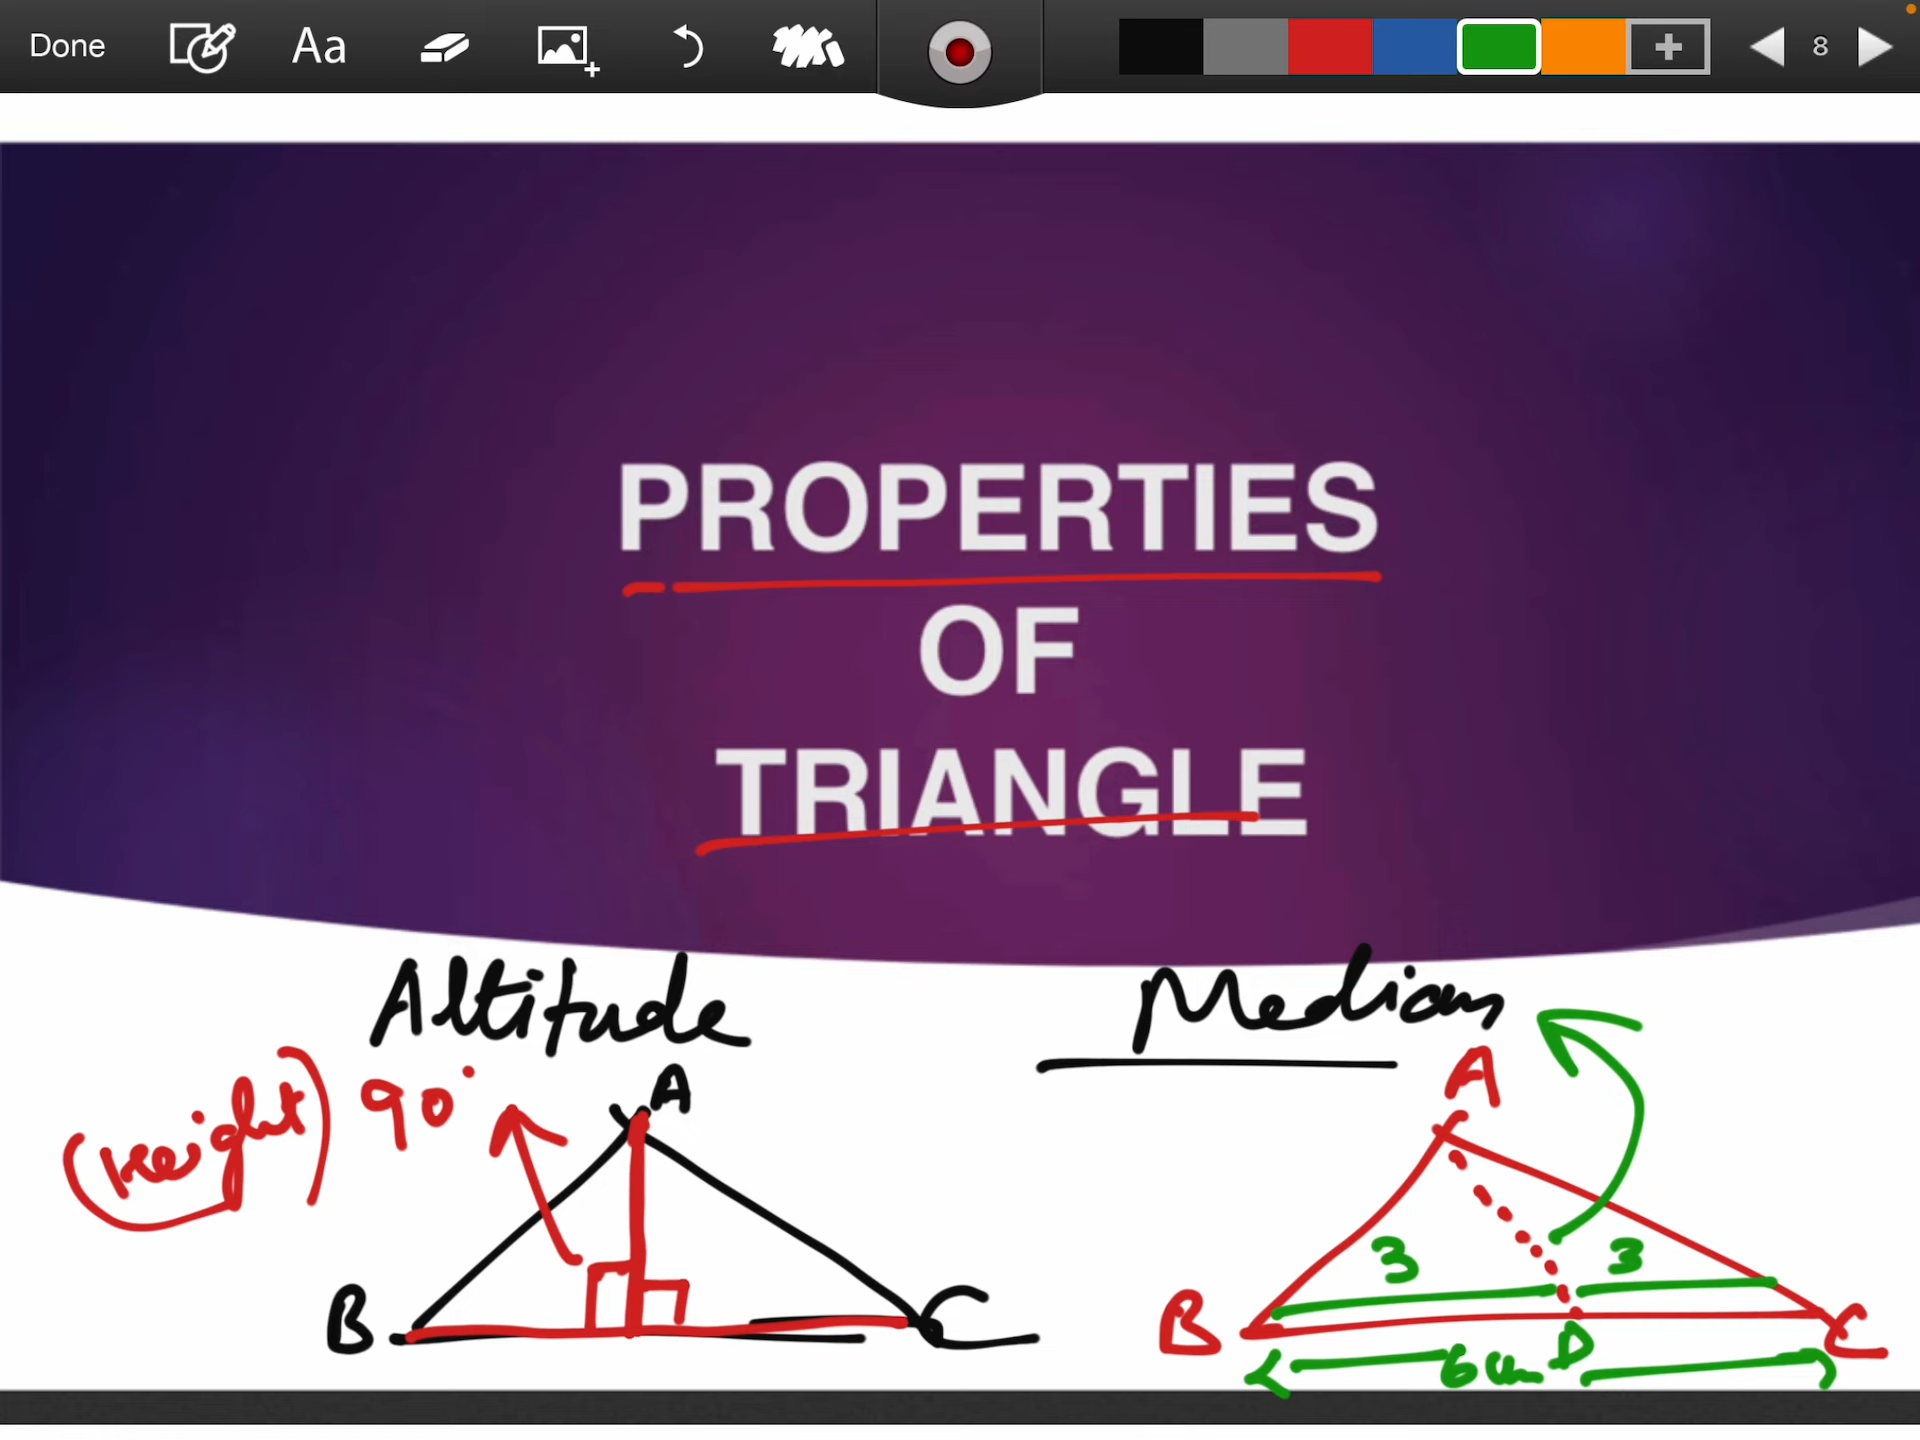 Done Aa 8
PROPERTIES
OF
TRIANGLE
Altitude
Median
(height) 90°
A
B C
A
3 3
B D C
6cm